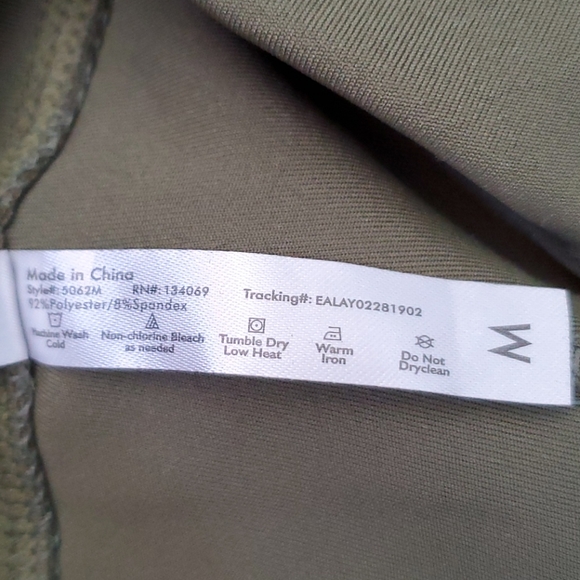 Made in China
Style#: 5062M RN#: 134069 Tracking#: EALAY02281902
92%Polyester/8%Spandex
Machine Wash Cold
Non-chlorine Bleach as needed
Tumble Dry Low Heat
Warm Iron
Do Not Dryclean
M